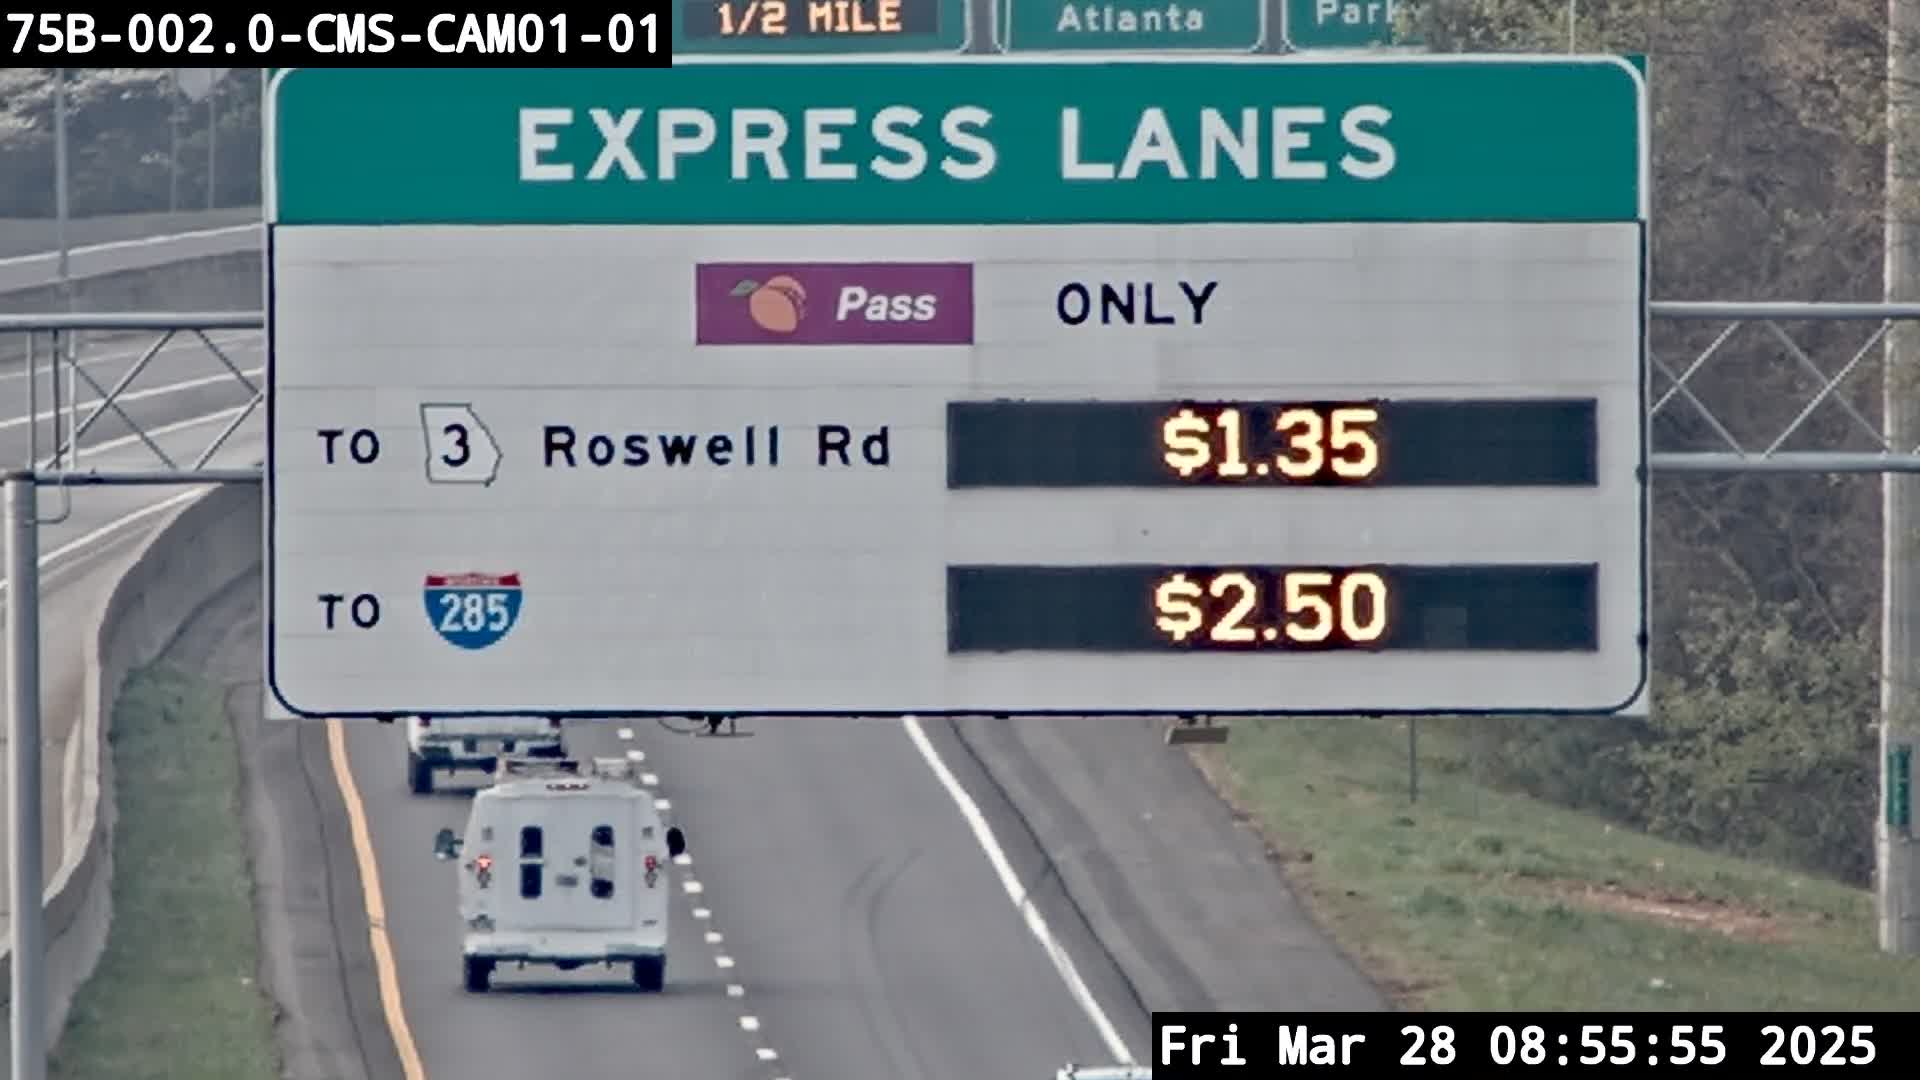 75B-002.0-CMS-CAM01-01
1/2 MILE
Atlanta
EXPRESS LANES
Pass ONLY
TO 3 Roswell Rd $1.35
TO 285 $2.50
Fri Mar 28 08:55:55 2025